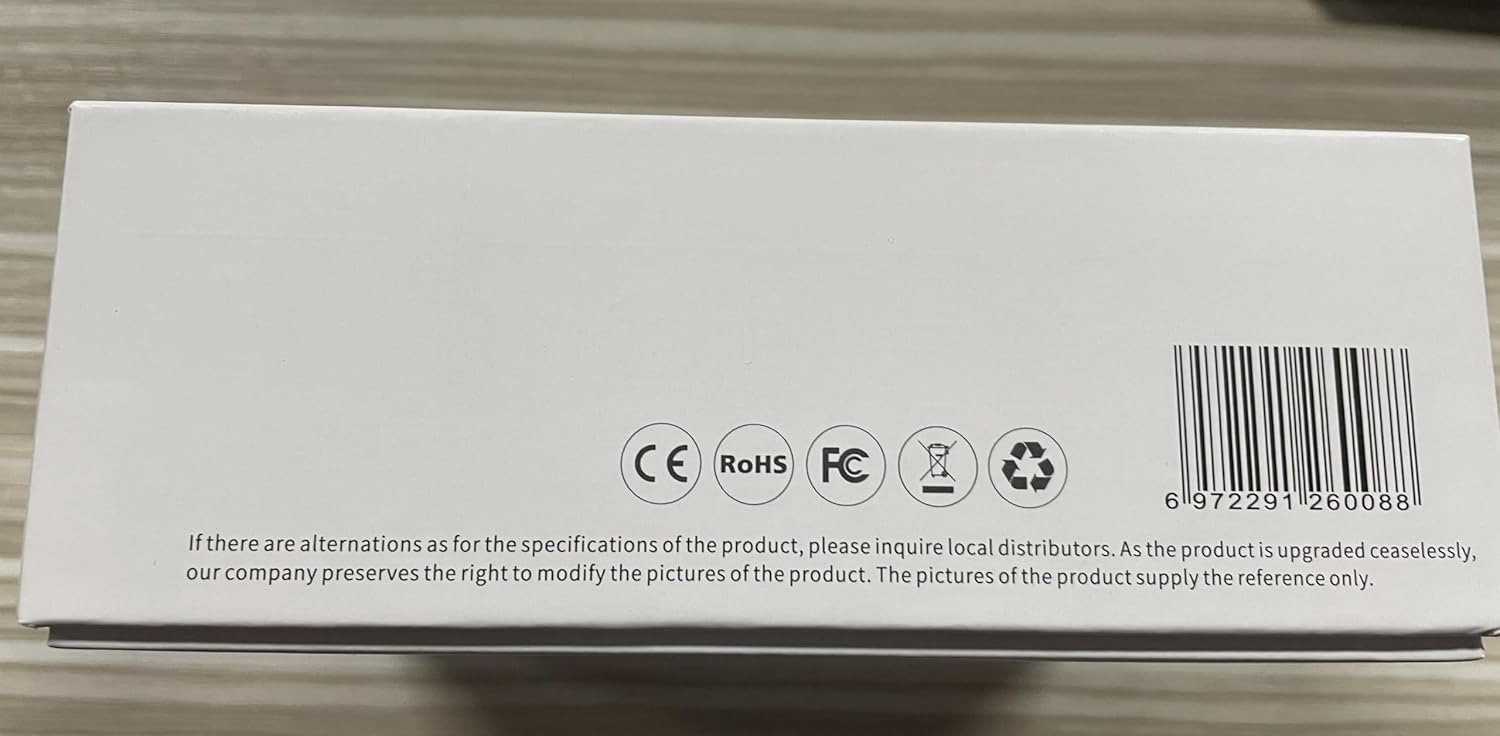 CE RoHS FC
6 972291 260088
If there are alternations as for the specifications of the product, please inquire local distributors. As the product is upgraded ceaselessly,
our company preserves the right to modify the pictures of the product. The pictures of the product supply the reference only.